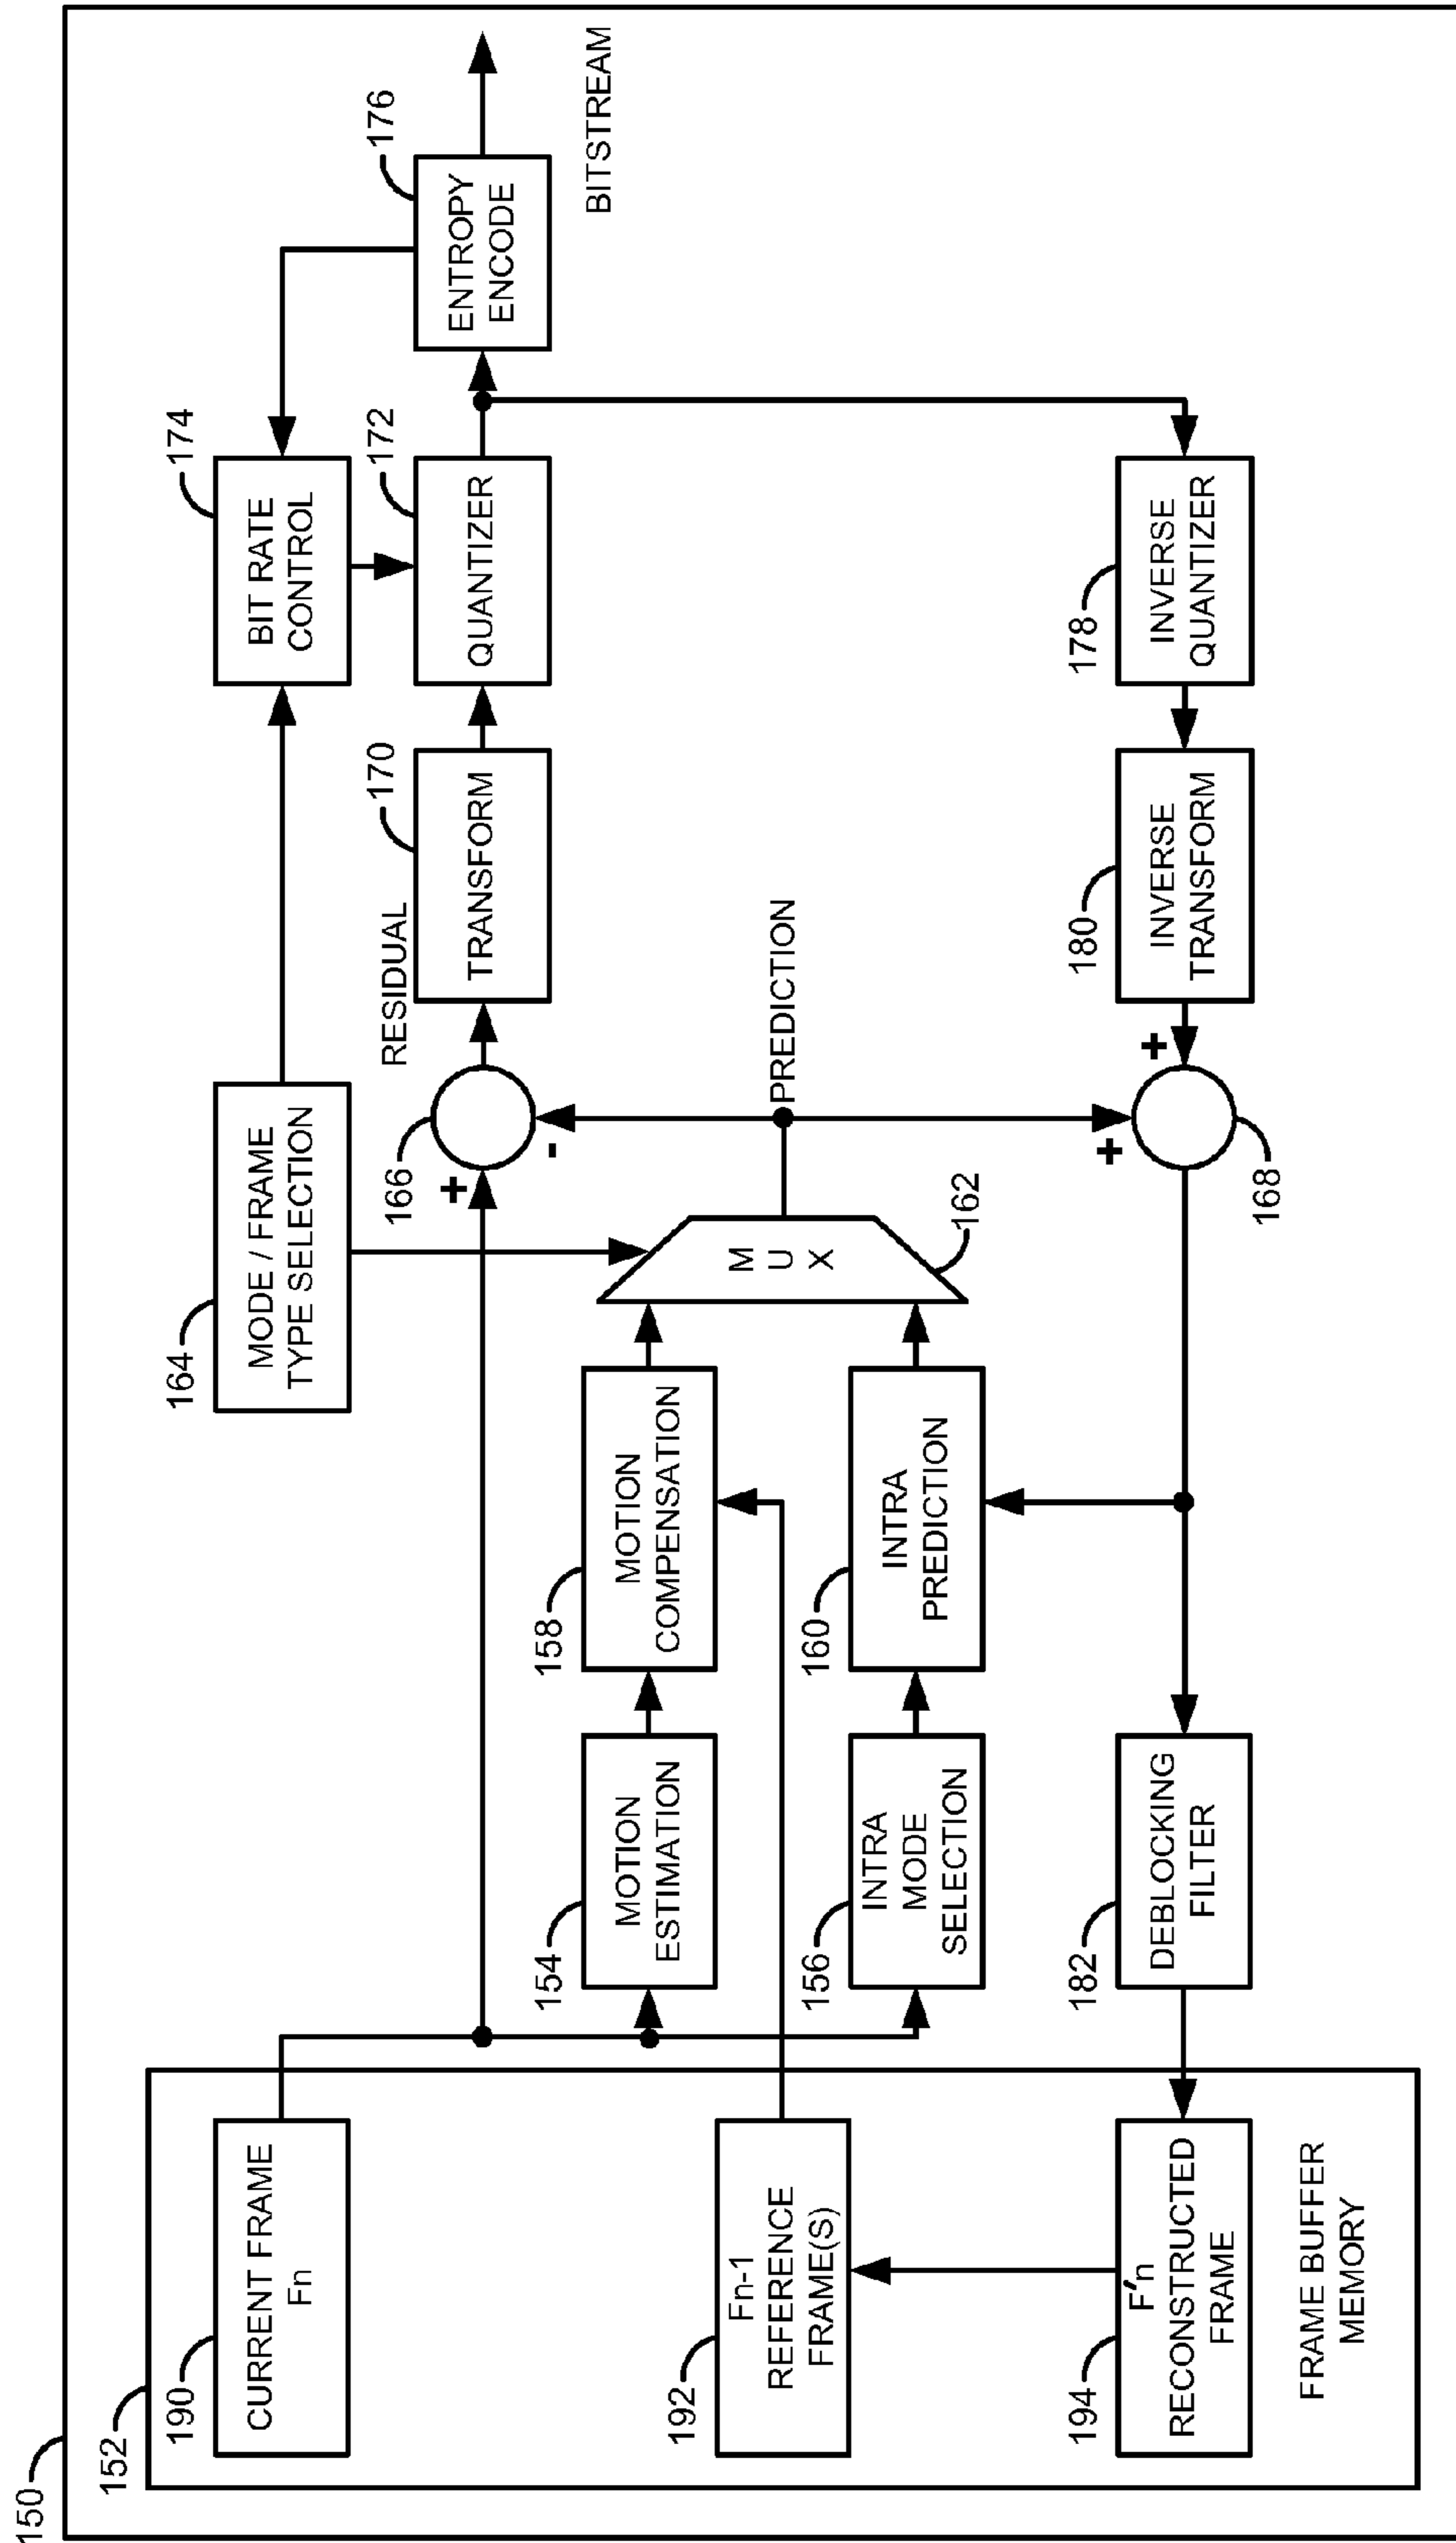 150
152
190
CURRENT FRAME
Fn
192
Fn-1
REFERENCE
FRAME(S)
194
F'n
RECONSTRUCTED
FRAME
FRAME BUFFER
MEMORY
154
MOTION
ESTIMATION
156
INTRA
MODE
SELECTION
182
DEBLOCKING
FILTER
158
MOTION
COMPENSATION
160
INTRA
PREDICTION
164
MODE / FRAME
TYPE SELECTION
M
U
X
162
166
+
-
RESIDUAL
PREDICTION
+
+
168
170
TRANSFORM
180
INVERSE
TRANSFORM
174
BIT RATE
CONTROL
172
QUANTIZER
178
INVERSE
QUANTIZER
176
ENTROPY
ENCODE
BITSTREAM